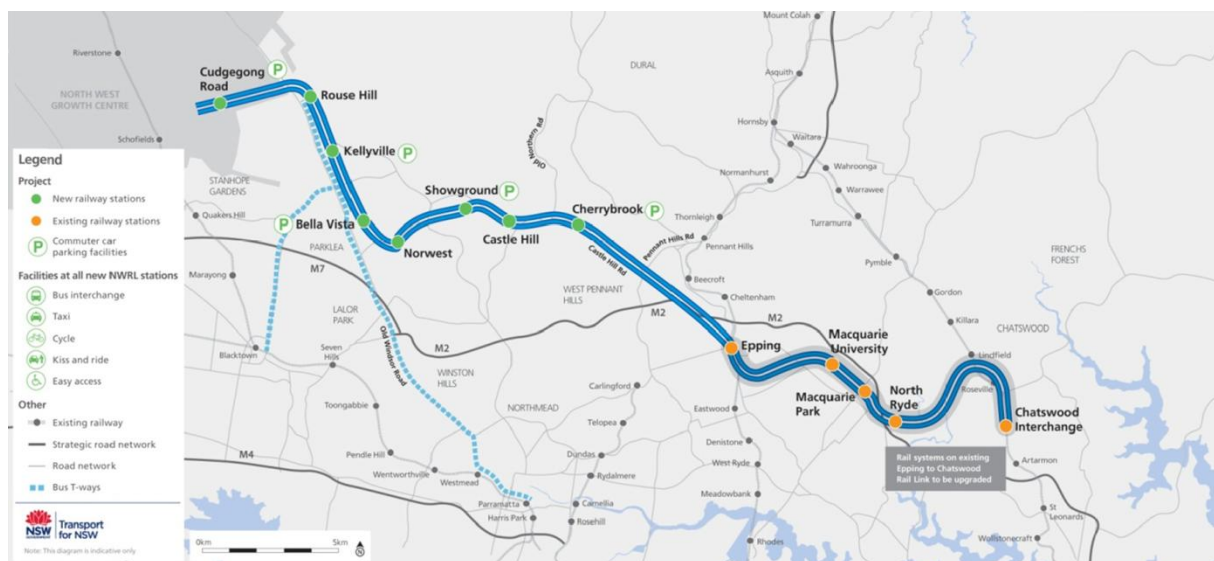 Mount Colah
Riverstone
DURAL
Asquith
Cudgegong
Road
P
NORTH WEST
GROWTH CENTRE
Rouse Hill
Hornsby
Waitara
Old
Northern Rd
Schofields
Kellyville
P
Wahroonga
Normanhurst
Warrawee
STANHOPE
GARDENS
Showground
P
Cherrybrook
P
Thornleigh
Turramurra
Quakers Hill
P
Bella Vista
Norwest
Castle Hill
Castle Hill Rd
Pennant Hills Rd
Pennant Hills
FRENCHS
FOREST
PARKLEA
M7
Pymble
Marayong
Beecroft
WEST PENNANT
HILLS
Cheltenham
Gordon
LALOR
PARK
M2
M2
Killara
CHATSWOOD
Old Windsor Road
Epping
Macquarie
University
Blacktown
Seven
Hills
M2
Lindfield
WINSTON
HILLS
Carlingford
Macquarie
Park
North
Ryde
Roseville
Toongabbie
NORTHMEAD
Eastwood
Chatswood
Interchange
Telopea
Denistone
Rail systems on existing
Epping to Chatswood
Rail Link to be upgraded
Pendle Hill
Dundas
West Ryde
Artarmon
M4
Wentworthville
Westmead
Rydalmere
Meadowbank
Parramatta
Camellia
Harris Park
Rosehill
St
Leonards
Rhodes
Wollstonecraft
0km
5km
N
Legend
Project
New railway stations
Existing railway stations
P
Commuter car
parking facilities
Facilities at all new NWRL stations
Bus interchange
Taxi
Cycle
Kiss and ride
Easy access
Other
Existing railway
Strategic road network
Road network
Bus T-ways
NSW
GOVERNMENT
Transport
for NSW
Note: This diagram is indicative only.